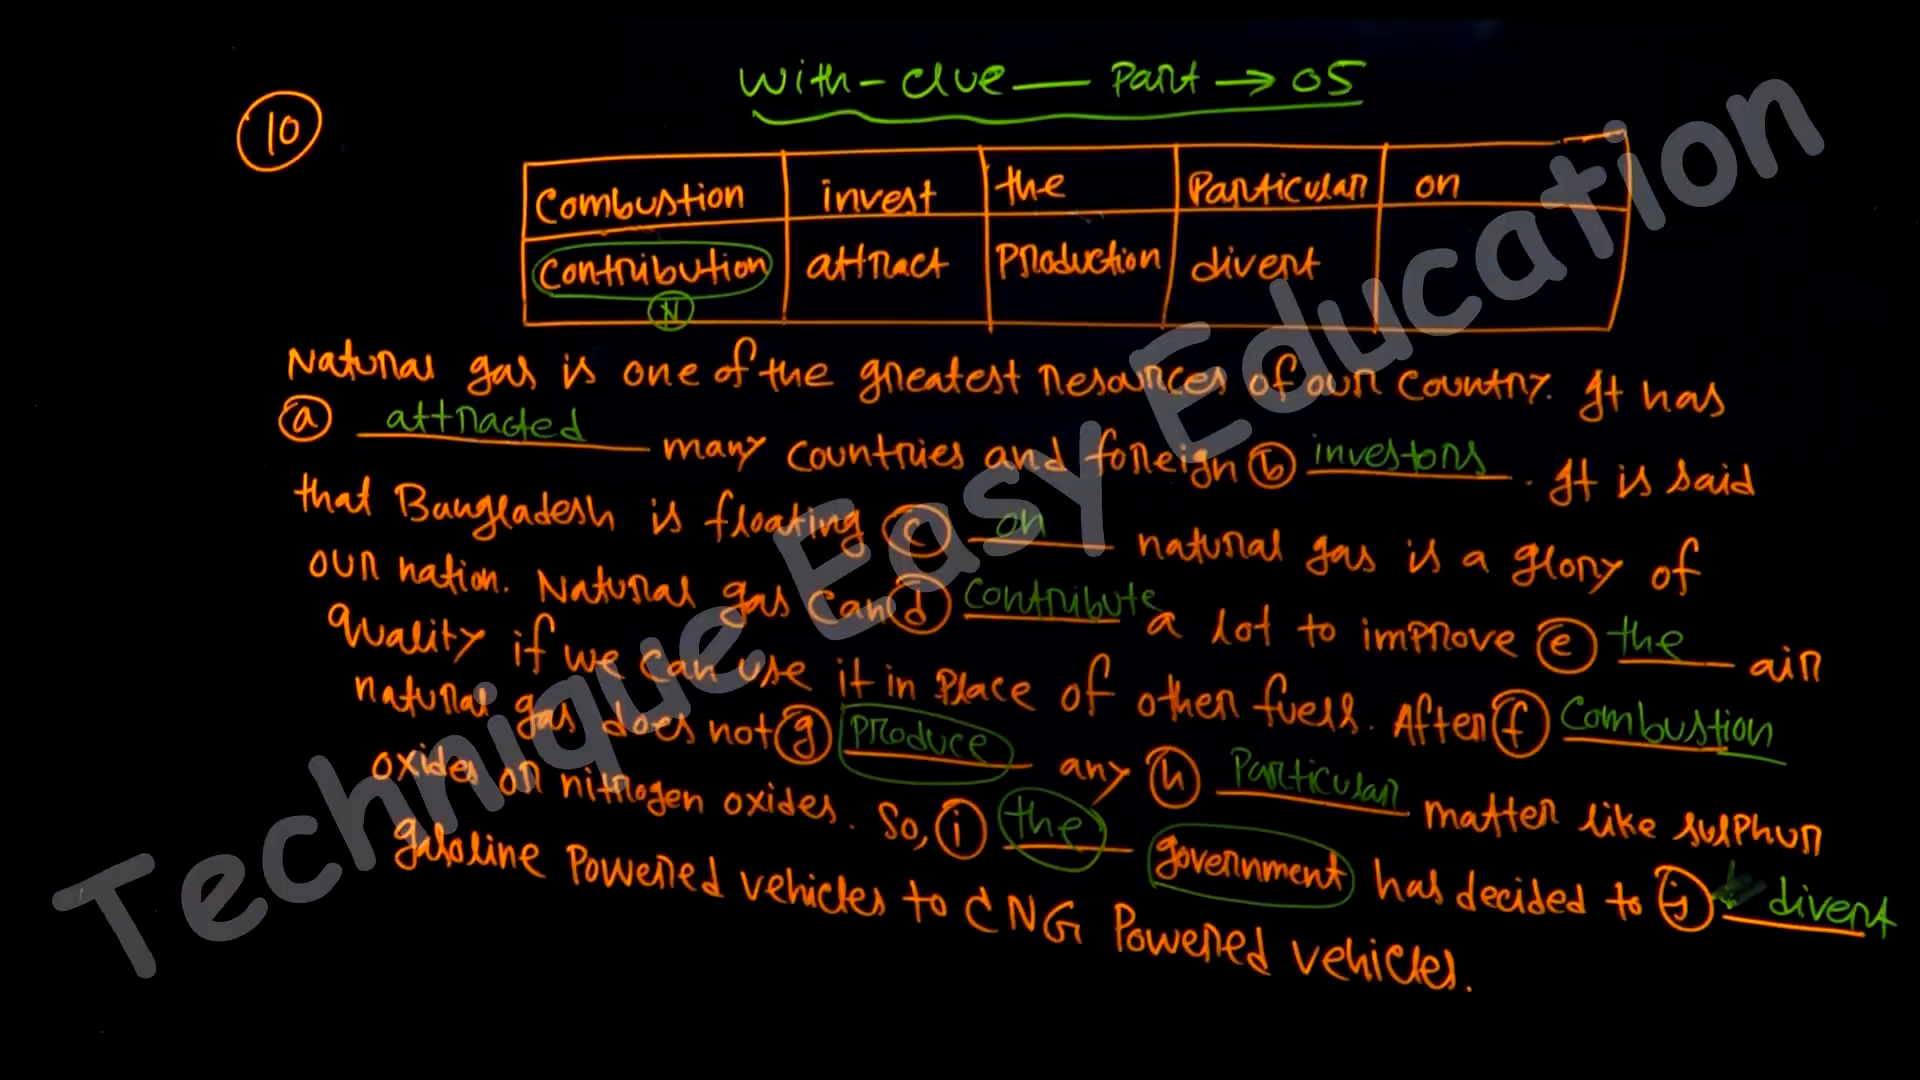 With-clue — Part → 05
10
Combustion invest the Particular on
Contribution attract Production divert
N
Natural gas is one of the greatest resources of our country. It has
(a) attracted many countries and foreign (b) investors. It is said
that Bangladesh is floating (c) on natural gas is a glory of
our nation. Natural gas can (d) contribute a lot to improve (e) the air
quality if we can use it in place of other fuels. After (f) Combustion
natural gas does not (g) produce any (h) Particular matter like sulphur
oxides or nitrogen oxides. So, (i) the government has decided to (j) divert
gasoline Powered vehicles to CNG Powered vehicles.
Technique Easy Education